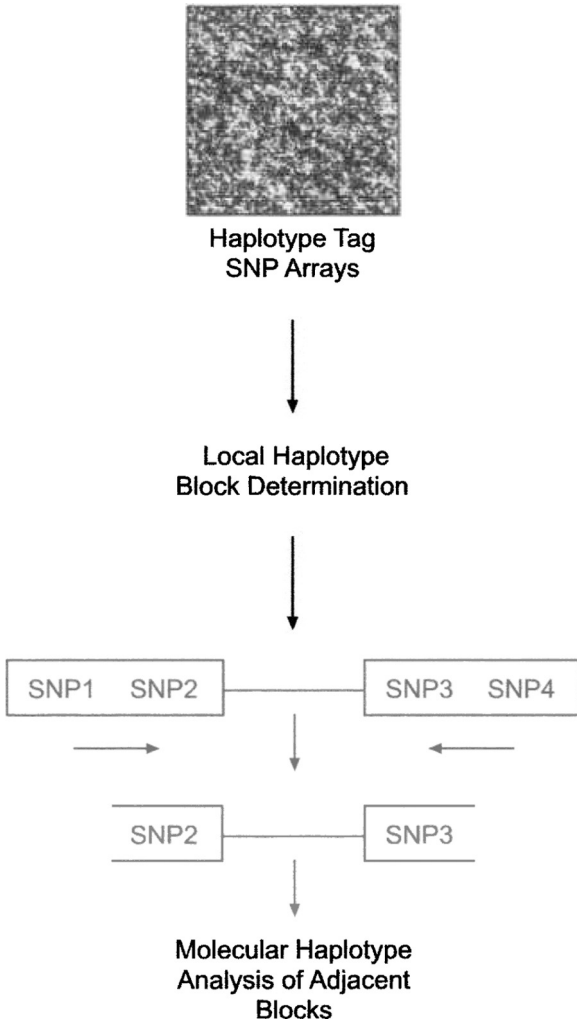 Haplotype Tag
SNP Arrays
Local Haplotype
Block Determination
SNP1 SNP2 SNP3 SNP4
SNP2 SNP3
Molecular Haplotype
Analysis of Adjacent
Blocks